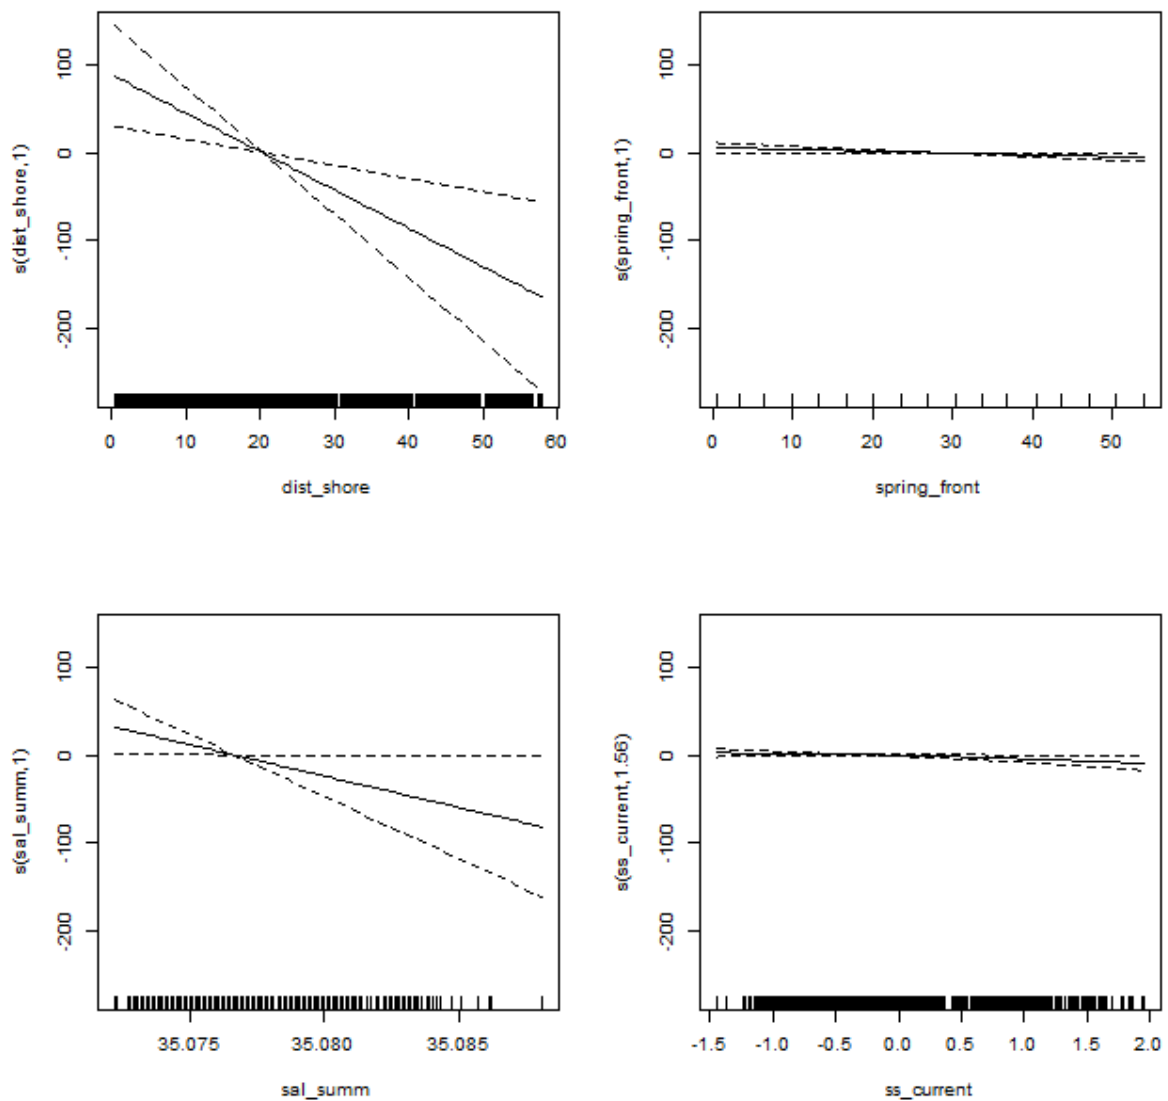 100
0
-100
-200
s(dist_shore,1)
0 10 20 30 40 50 60
dist_shore
100
0
-100
-200
s(spring_front,1)
0 10 20 30 40 50
spring_front
100
0
-100
-200
s(sal_summ,1)
35.075 35.080 35.085
sal_summ
100
0
-100
-200
s(ss_current,1.56)
-1.5 -1.0 -0.5 0.0 0.5 1.0 1.5 2.0
ss_current